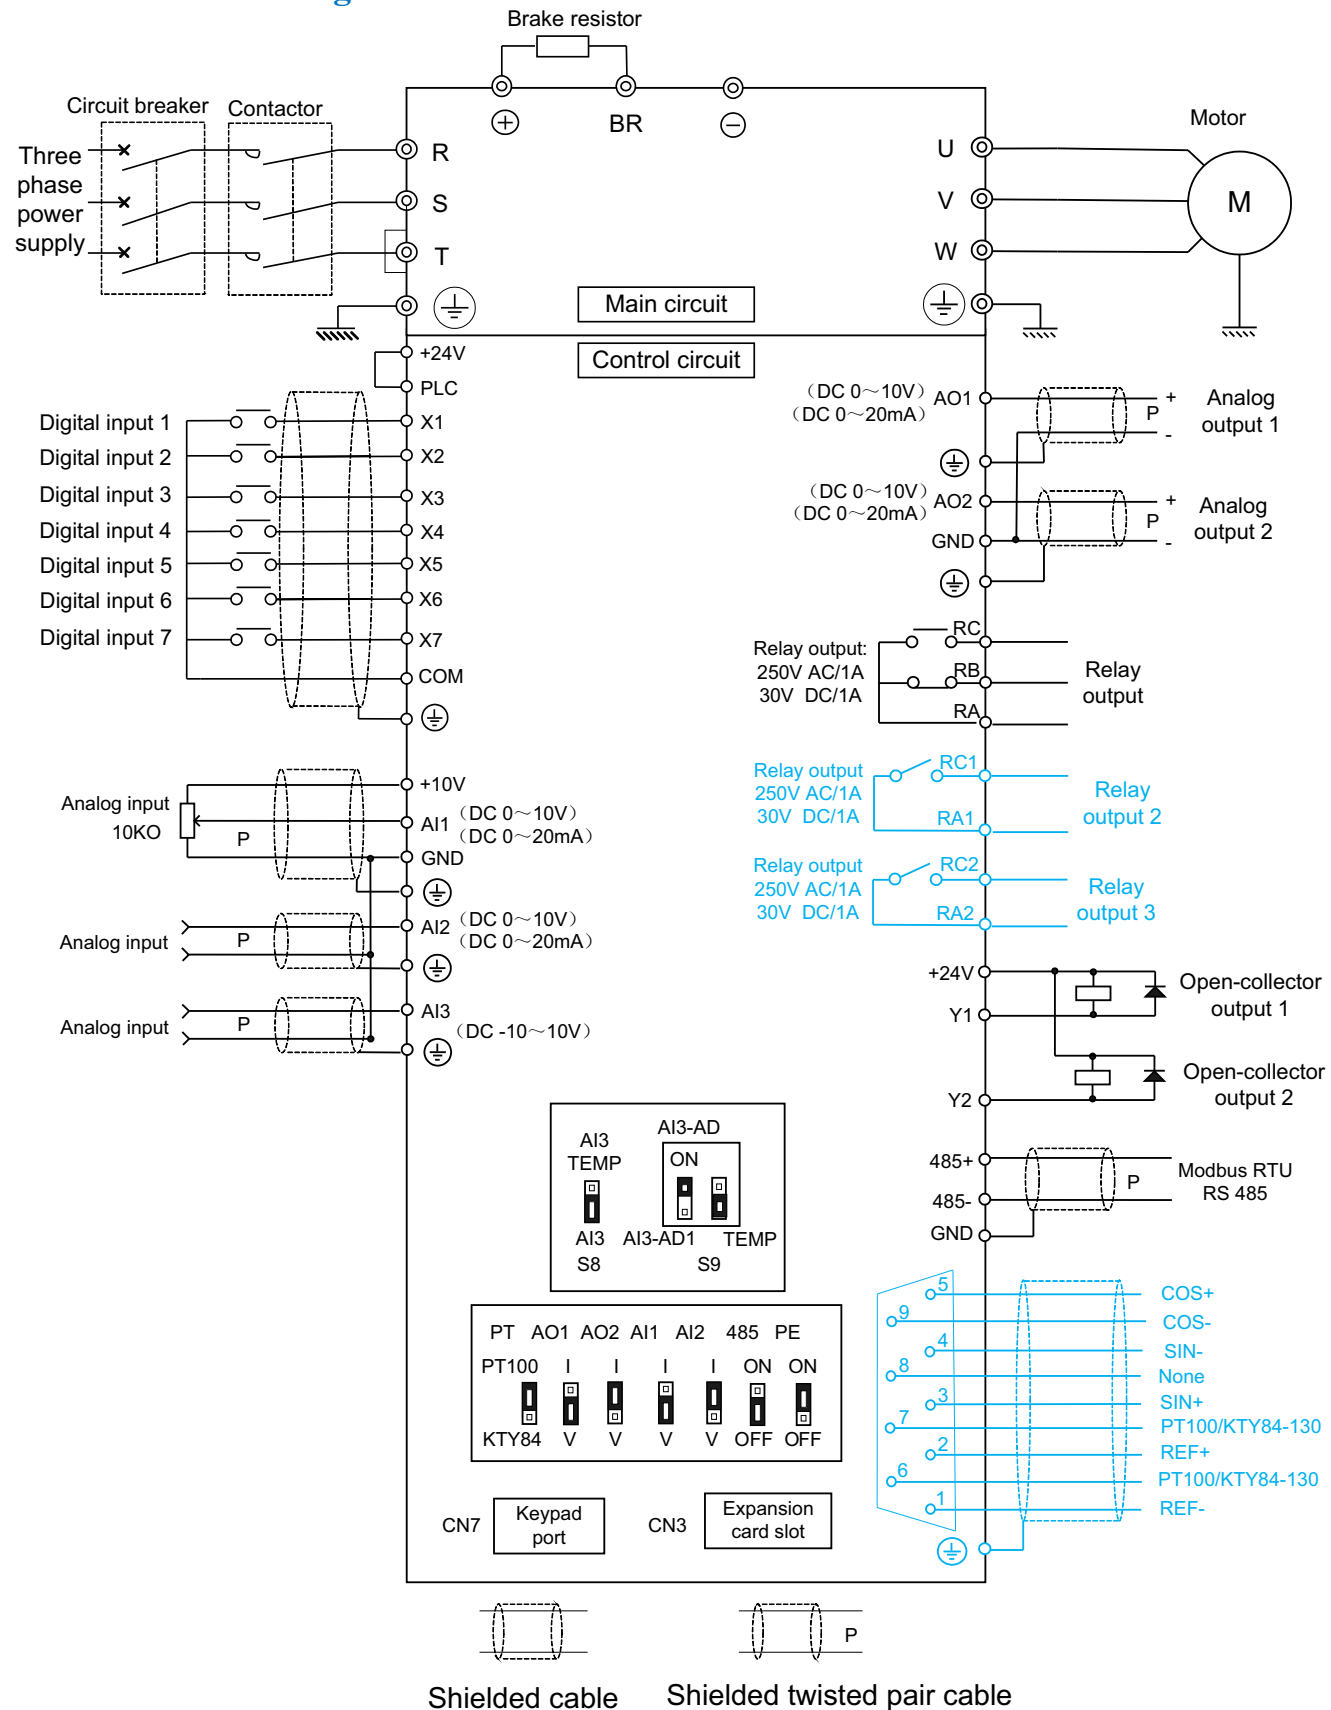 Brake resistor
Circuit breaker
Contactor
Motor
Three
phase
power
supply
BR
R
S
T
U
V
W
M
Main circuit
Control circuit
+24V
PLC
Digital input 1
X1
Digital input 2
X2
Digital input 3
X3
Digital input 4
X4
Digital input 5
X5
Digital input 6
X6
Digital input 7
X7
COM
+10V
Analog input
10KO
P
AI1
(DC 0~10V)
(DC 0~20mA)
GND
Analog input
P
AI2
(DC 0~10V)
(DC 0~20mA)
Analog input
P
AI3
(DC -10~10V)
(DC 0~10V)
(DC 0~20mA)
AO1
+
P
-
Analog
output 1
(DC 0~10V)
(DC 0~20mA)
AO2
GND
+
P
-
Analog
output 2
Relay output:
250V AC/1A
30V DC/1A
RC
RB
RA
Relay
output
Relay output
250V AC/1A
30V DC/1A
RC1
RA1
Relay
output 2
Relay output
250V AC/1A
30V DC/1A
RC2
RA2
Relay
output 3
+24V
Y1
Open-collector
output 1
Y2
Open-collector
output 2
485+
485-
GND
P
Modbus RTU
RS 485
AI3
TEMP
AI3
S8
AI3-AD
ON
AI3-AD1
TEMP
S9
PT AO1 AO2 AI1 AI2 485 PE
PT100 I I I I ON ON
KTY84 V V V V OFF OFF
CN7
Keypad
port
CN3
Expansion
card slot
5
COS+
9
COS-
4
SIN-
8
None
3
SIN+
7
PT100/KTY84-130
2
REF+
6
PT100/KTY84-130
1
REF-
P
Shielded cable
Shielded twisted pair cable